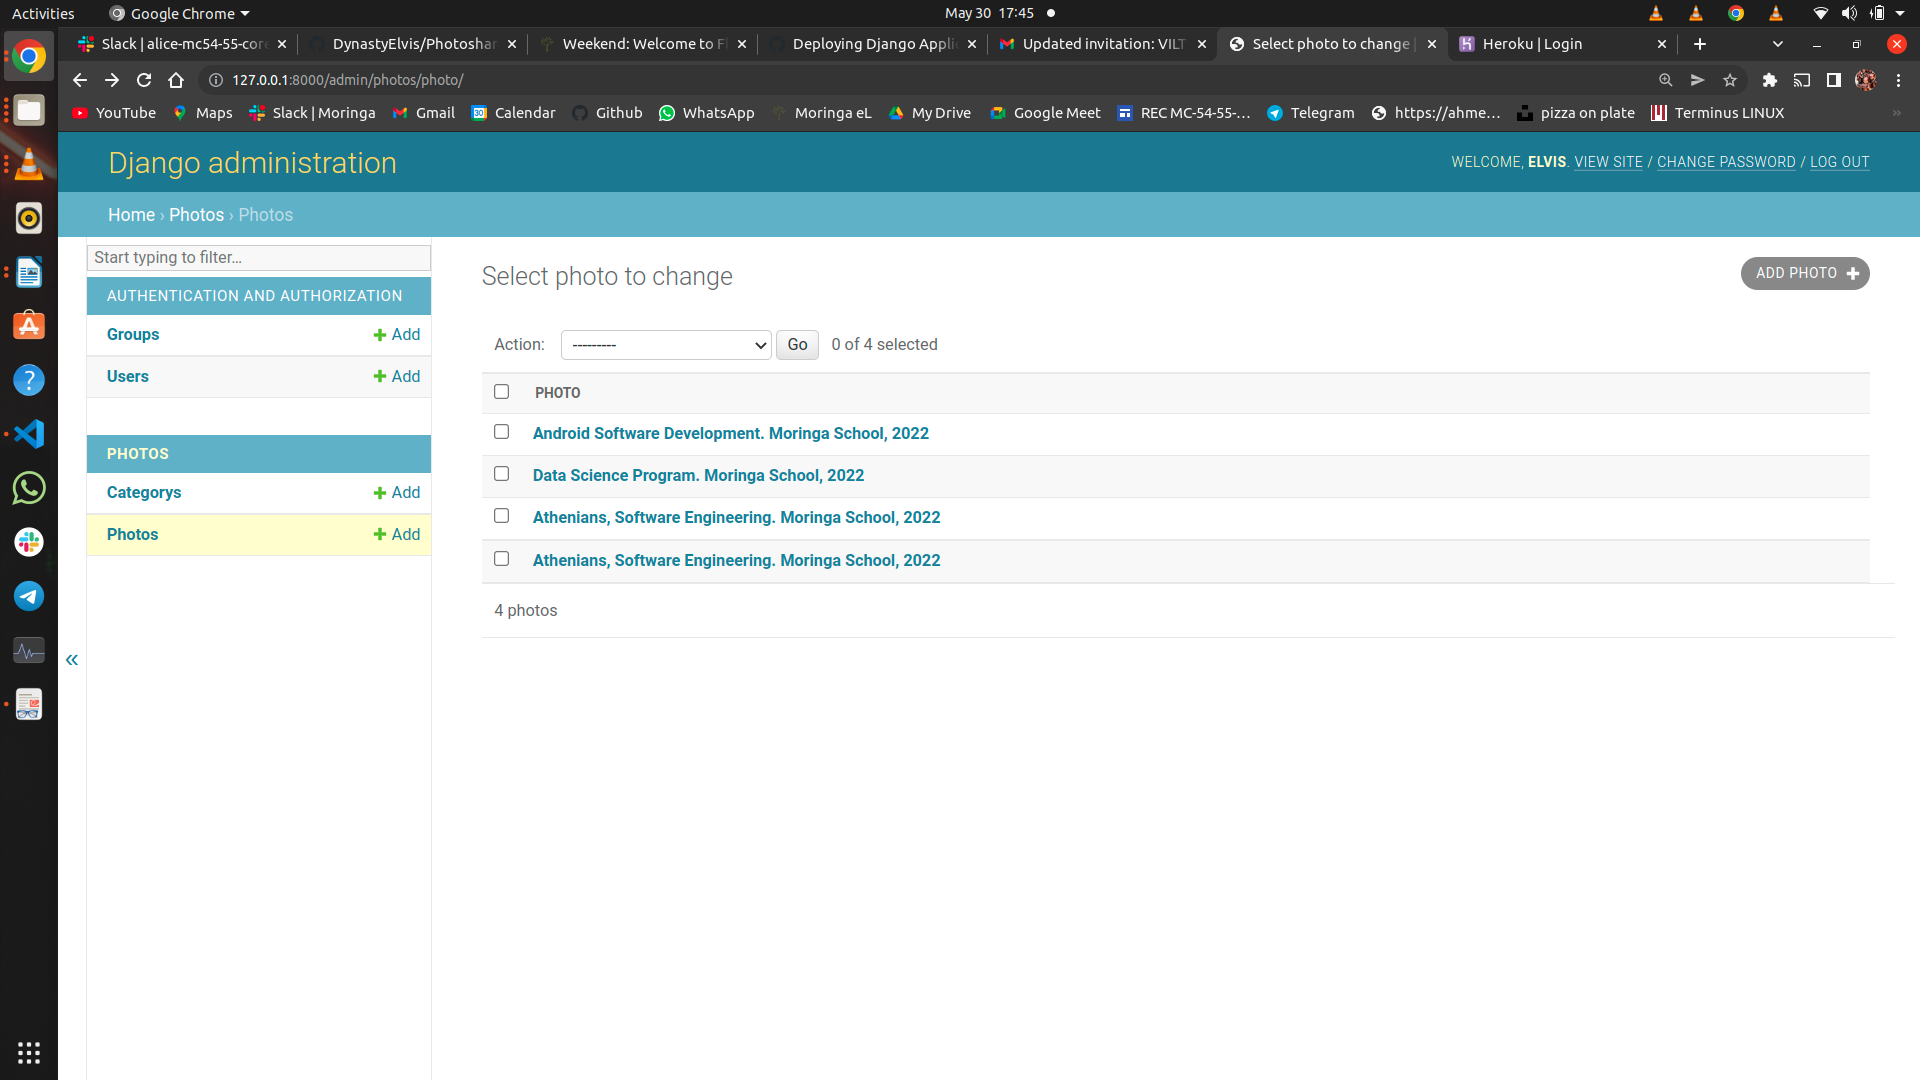 Activities
Google Chrome
May 30 17:45
Slack | alice-mc54-55-core
DynastyElvis/Photoshar
Weekend: Welcome to Fl
Deploying Django Applic
Updated invitation: VILT
Select photo to change |
Heroku | Login
127.0.0.1:8000/admin/photos/photo/
YouTube
Maps
Slack | Moringa
Gmail
Calendar
Github
WhatsApp
Moringa eL
My Drive
Google Meet
REC MC-54-55-...
Telegram
https://ahme...
pizza on plate
Terminus LINUX
»
Django administration
WELCOME, ELVIS. VIEW SITE / CHANGE PASSWORD / LOG OUT
Home › Photos › Photos
Start typing to filter...
AUTHENTICATION AND AUTHORIZATION
Groups
Add
Users
Add
PHOTOS
Categorys
Add
Photos
Add
«
Select photo to change
ADD PHOTO
Action:
---------
Go
0 of 4 selected
PHOTO
Android Software Development. Moringa School, 2022
Data Science Program. Moringa School, 2022
Athenians, Software Engineering. Moringa School, 2022
Athenians, Software Engineering. Moringa School, 2022
4 photos